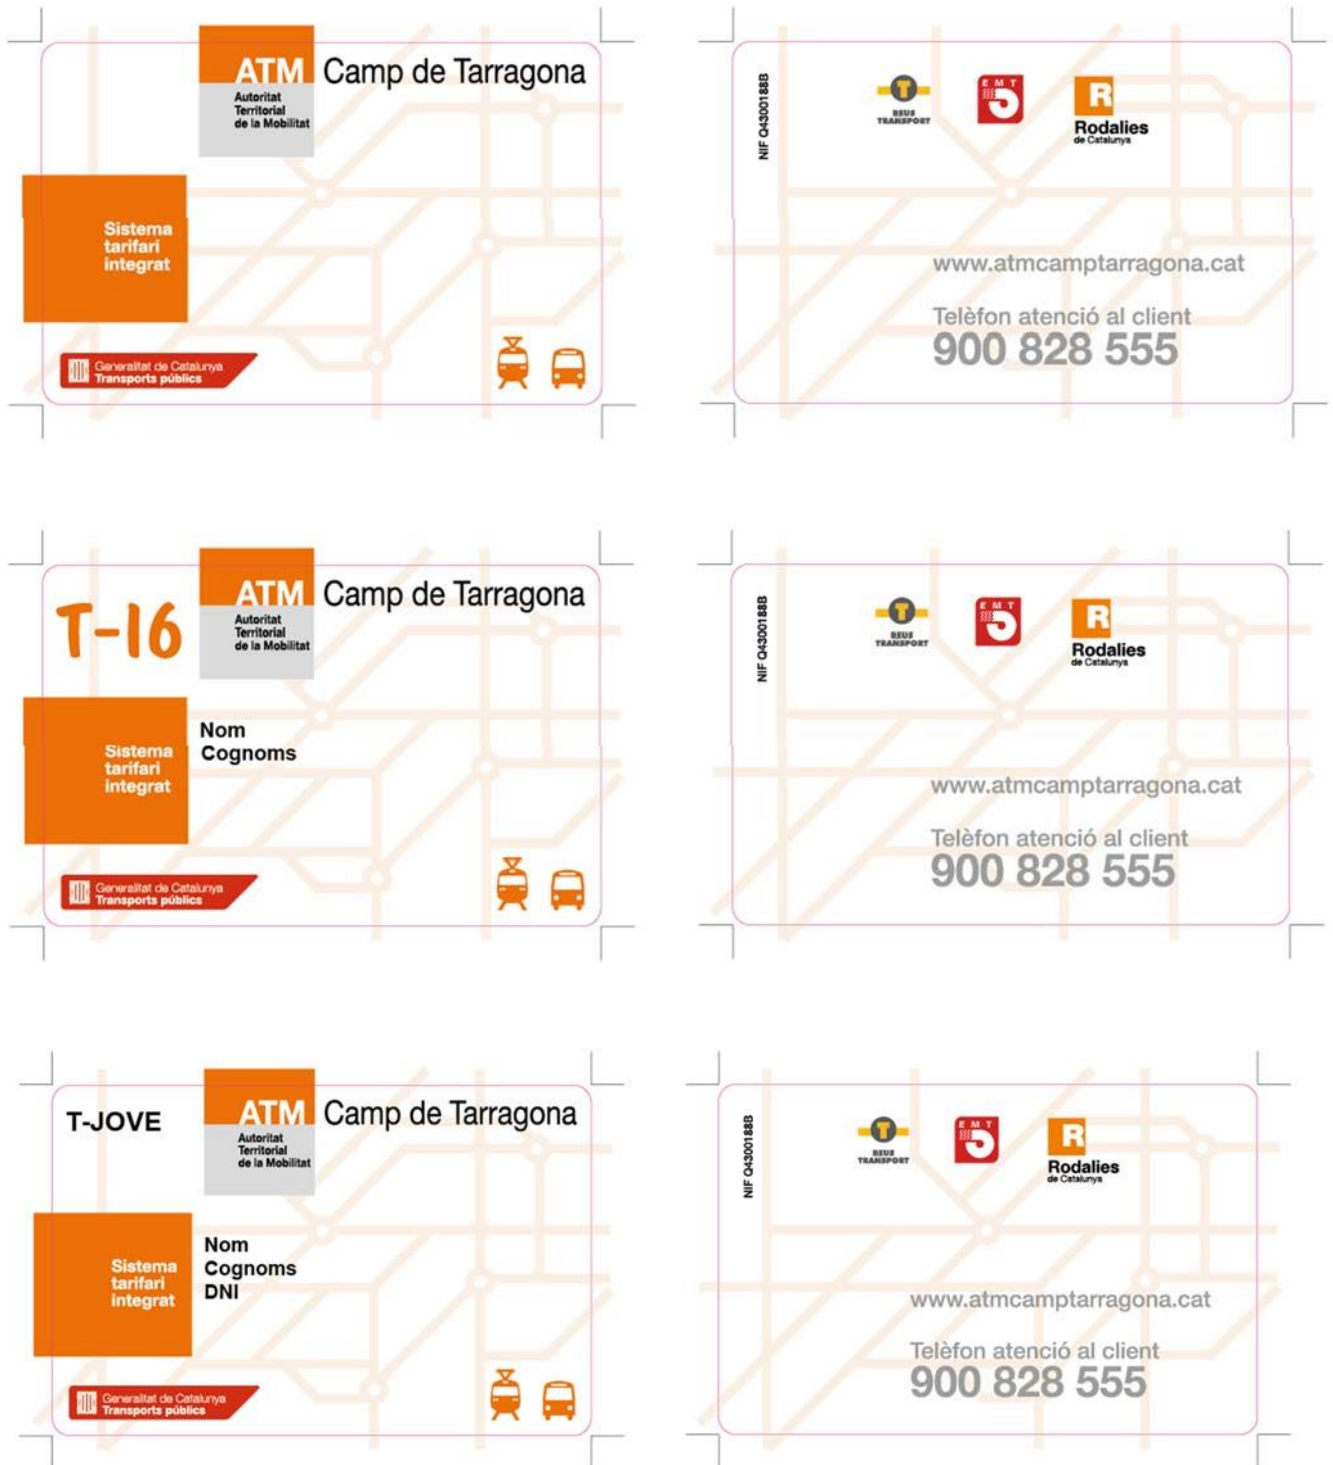 ATM Camp de Tarragona
Autoritat
Territorial
de la Mobilitat
Sistema
tarifari
integrat
Generalitat de Catalunya
Transports públics
NIF Q4300188B
T
REUS
TRANSPORT
EMT
R
Rodalies
de Catalunya
www.atmcamptarragona.cat
Telèfon atenció al client
900 828 555
T-16
ATM Camp de Tarragona
Autoritat
Territorial
de la Mobilitat
Sistema
tarifari
integrat
Nom
Cognoms
Generalitat de Catalunya
Transports públics
NIF Q4300188B
T
REUS
TRANSPORT
EMT
R
Rodalies
de Catalunya
www.atmcamptarragona.cat
Telèfon atenció al client
900 828 555
T-JOVE
ATM Camp de Tarragona
Autoritat
Territorial
de la Mobilitat
Sistema
tarifari
integrat
Nom
Cognoms
DNI
Generalitat de Catalunya
Transports públics
NIF Q4300188B
T
REUS
TRANSPORT
EMT
R
Rodalies
de Catalunya
www.atmcamptarragona.cat
Telèfon atenció al client
900 828 555